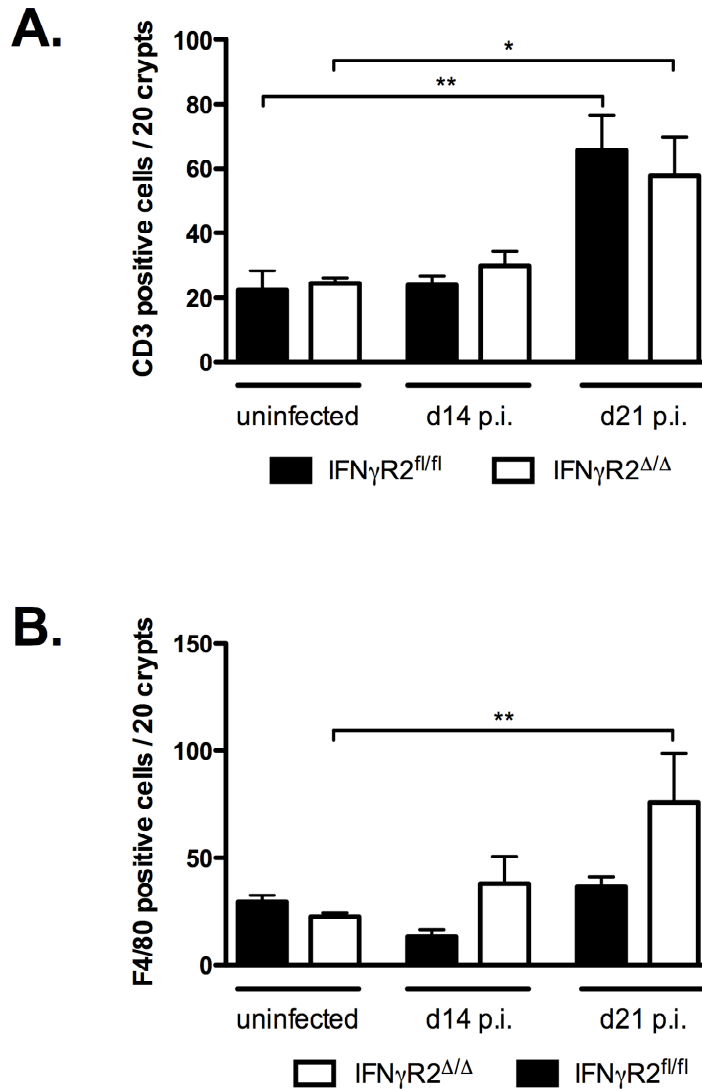 A.
CD3 positive cells / 20 crypts
100
80
60
40
20
0
*
**
uninfected d14 p.i. d21 p.i.
IFNγR2fl/fl IFNγR2Δ/Δ
B.
F4/80 positive cells / 20 crypts
150
100
50
0
**
uninfected d14 p.i. d21 p.i.
IFNγR2Δ/Δ IFNγR2fl/fl